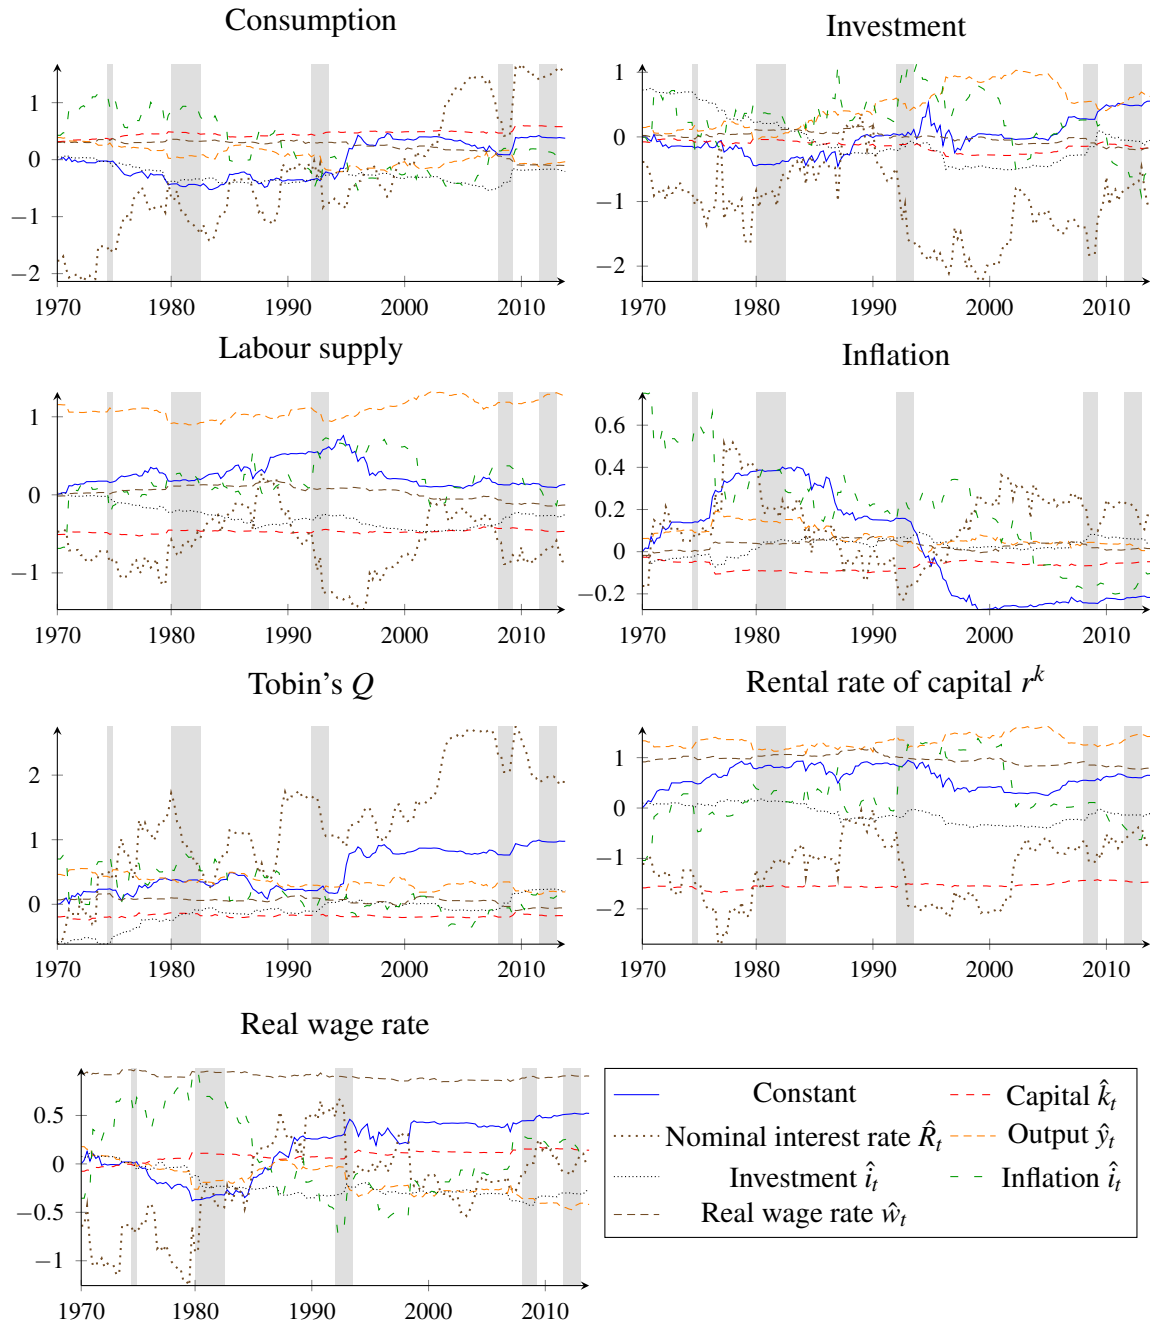 Consumption
1
0
−1
−2
1970 1980 1990 2000 2010
Investment
1
0
−1
−2
1970 1980 1990 2000 2010
Labour supply
1
0
−1
1970 1980 1990 2000 2010
Inflation
0.6
0.4
0.2
0
−0.2
1970 1980 1990 2000 2010
Tobin's Q
2
1
0
1970 1980 1990 2000 2010
Rental rate of capital r^k
1
0
−1
−2
1970 1980 1990 2000 2010
Real wage rate
0.5
0
−0.5
−1
1970 1980 1990 2000 2010
Constant
Capital k̂_t
Nominal interest rate R̂_t
Output ŷ_t
Investment î_t
Inflation î_t
Real wage rate ŵ_t